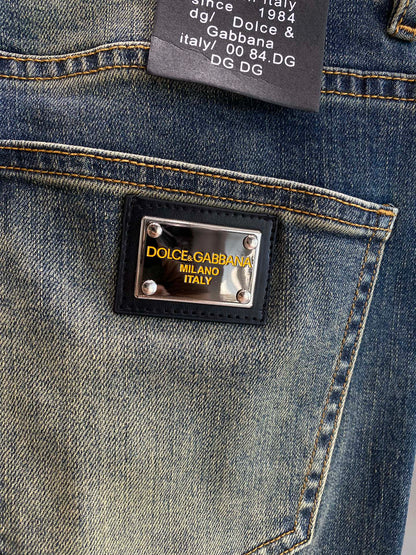 Italy
since 1984
dg/ Dolce &
Gabbana
italy/ 00 84.DG
DG DG
DOLCE&GABBANA
MILANO
ITALY